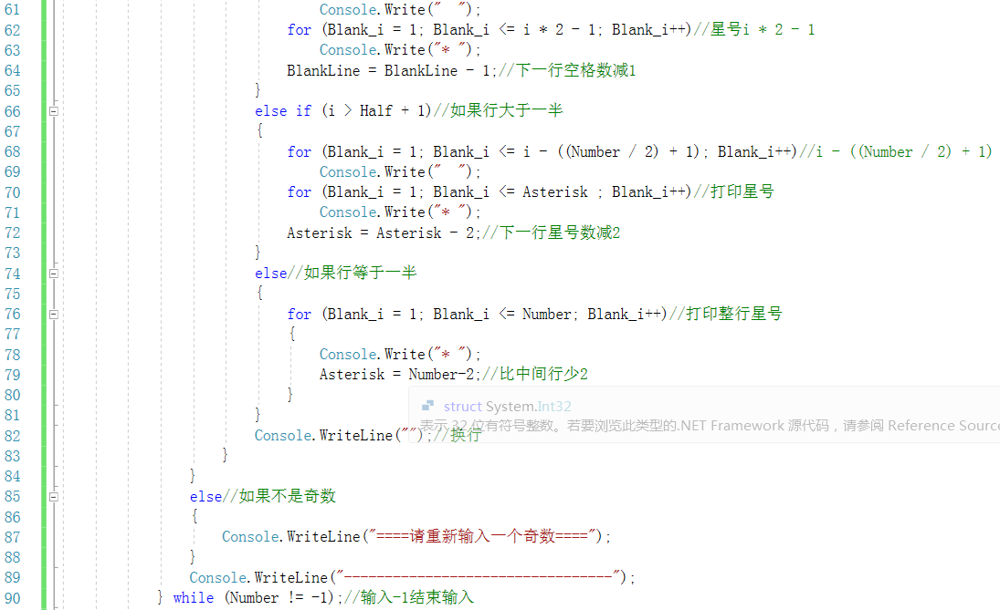 61 Console.Write("  ");
62 for (Blank_i = 1; Blank_i <= i * 2 - 1; Blank_i++)//星号i * 2 - 1
63 Console.Write("* ");
64 BlankLine = BlankLine - 1;//下一行空格数减1
65 }
66 else if (i > Half + 1)//如果行大于一半
67 {
68 for (Blank_i = 1; Blank_i <= i - ((Number / 2) + 1); Blank_i++)//i - ((Number / 2) + 1)
69 Console.Write("  ");
70 for (Blank_i = 1; Blank_i <= Asterisk ; Blank_i++)//打印星号
71 Console.Write("* ");
72 Asterisk = Asterisk - 2;//下一行星号数减2
73 }
74 else//如果行等于一半
75 {
76 for (Blank_i = 1; Blank_i <= Number; Blank_i++)//打印整行星号
77 {
78 Console.Write("* ");
79 Asterisk = Number-2;//比中间行少2
80 }
struct System.Int32
81 }
表示 32 位有符号整数。若要浏览此类型的.NET Framework 源代码，请参阅 Reference Source
82 Console.WriteLine("");//换行
83 }
84 }
85 else//如果不是奇数
86 {
87 Console.WriteLine("====请重新输入一个奇数====");
88 }
89 Console.WriteLine("---------------------------------");
90 } while (Number != -1);//输入-1结束输入